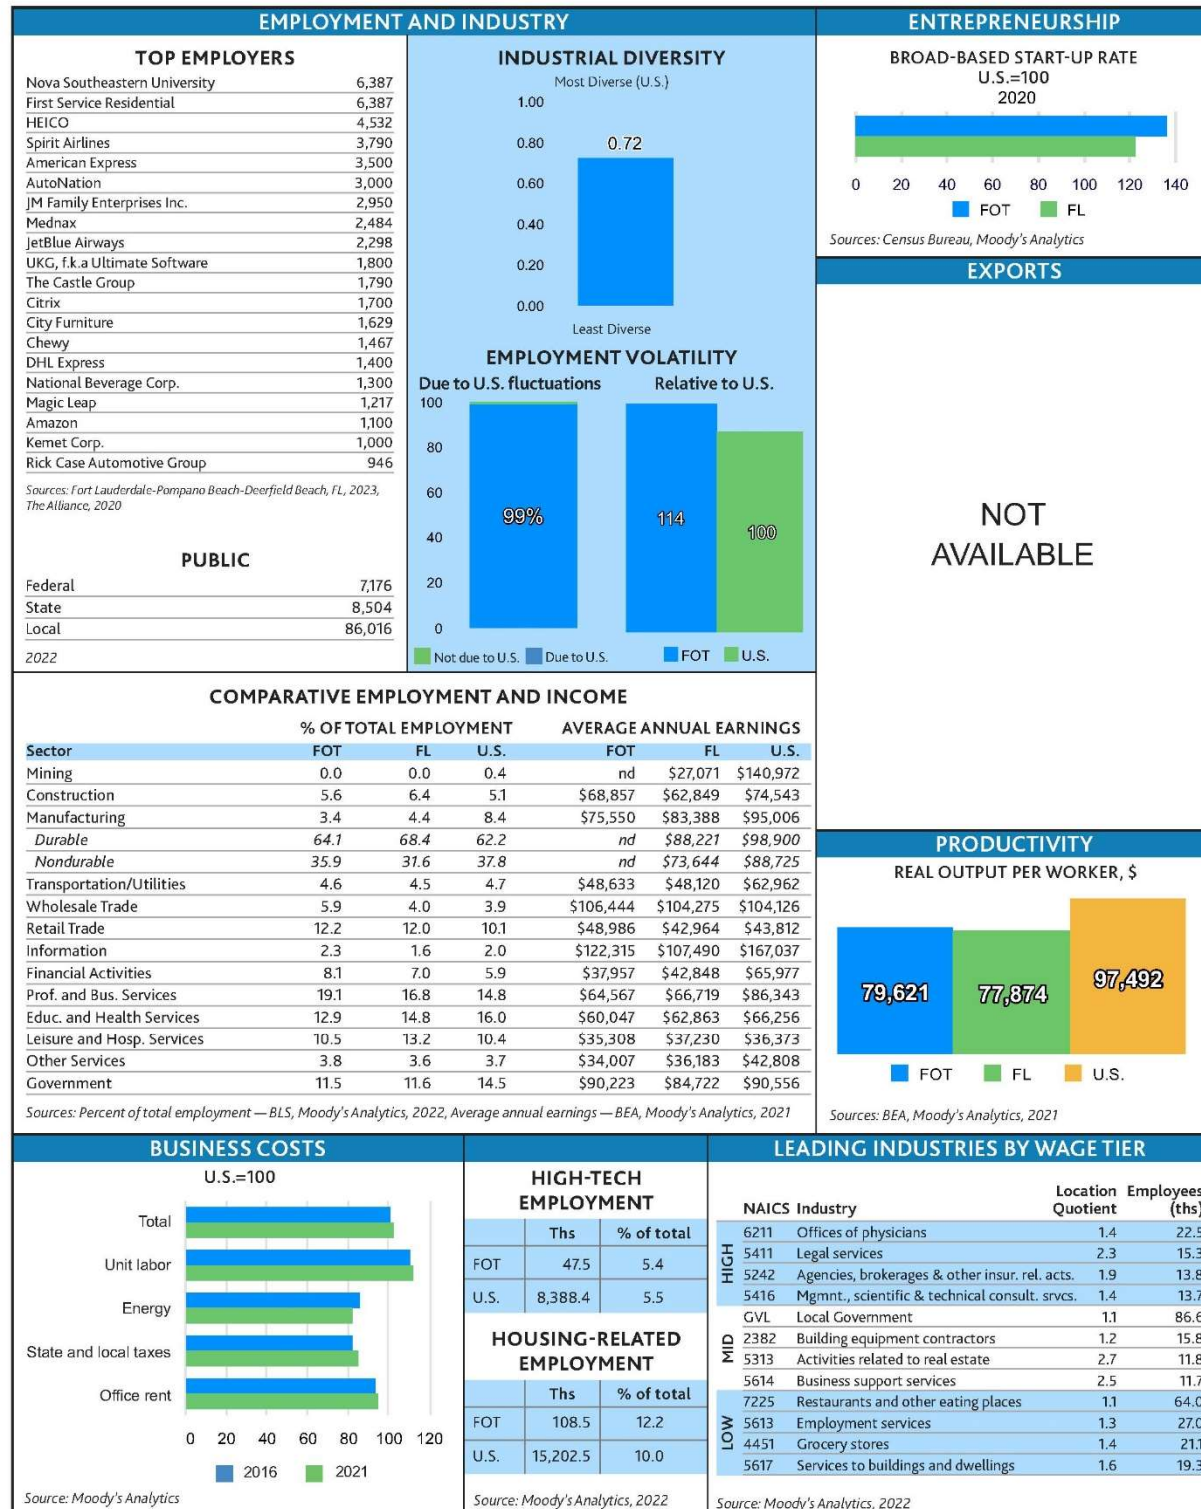 EMPLOYMENT AND INDUSTRY
TOP EMPLOYERS
Nova Southeastern University 6,387
First Service Residential 6,387
HEICO 4,532
Spirit Airlines 3,790
American Express 3,500
AutoNation 3,000
JM Family Enterprises Inc. 2,950
Mednax 2,484
JetBlue Airways 2,298
UKG, f.k.a Ultimate Software 1,800
The Castle Group 1,790
Citrix 1,700
City Furniture 1,629
Chewy 1,467
DHL Express 1,400
National Beverage Corp. 1,300
Magic Leap 1,217
Amazon 1,100
Kemet Corp. 1,000
Rick Case Automotive Group 946
Sources: Fort Lauderdale-Pompano Beach-Deerfield Beach, FL, 2023,
The Alliance, 2020
PUBLIC
Federal 7,176
State 8,504
Local 86,016
2022
INDUSTRIAL DIVERSITY
Most Diverse (U.S.)
1.00
0.80
0.60
0.40
0.20
0.00
0.72
Least Diverse
EMPLOYMENT VOLATILITY
Due to U.S. fluctuations Relative to U.S.
100
80
60
40
20
0
99%
114
100
Not due to U.S. Due to U.S. FOT U.S.
ENTREPRENEURSHIP
BROAD-BASED START-UP RATE
U.S.=100
2020
0 20 40 60 80 100 120 140
FOT FL
Sources: Census Bureau, Moody's Analytics
EXPORTS
NOT
AVAILABLE
COMPARATIVE EMPLOYMENT AND INCOME
% OF TOTAL EMPLOYMENT AVERAGE ANNUAL EARNINGS
Sector FOT FL U.S. FOT FL U.S.
Mining 0.0 0.0 0.4 nd $27,071 $140,972
Construction 5.6 6.4 5.1 $68,857 $62,849 $74,543
Manufacturing 3.4 4.4 8.4 $75,550 $83,388 $95,006
Durable 64.1 68.4 62.2 nd $88,221 $98,900
Nondurable 35.9 31.6 37.8 nd $73,644 $88,725
Transportation/Utilities 4.6 4.5 4.7 $48,633 $48,120 $62,962
Wholesale Trade 5.9 4.0 3.9 $106,444 $104,275 $104,126
Retail Trade 12.2 12.0 10.1 $48,986 $42,964 $43,812
Information 2.3 1.6 2.0 $122,315 $107,490 $167,037
Financial Activities 8.1 7.0 5.9 $37,957 $42,848 $65,977
Prof. and Bus. Services 19.1 16.8 14.8 $64,567 $66,719 $86,343
Educ. and Health Services 12.9 14.8 16.0 $60,047 $62,863 $66,256
Leisure and Hosp. Services 10.5 13.2 10.4 $35,308 $37,230 $36,373
Other Services 3.8 3.6 3.7 $34,007 $36,183 $42,808
Government 11.5 11.6 14.5 $90,223 $84,722 $90,556
Sources: Percent of total employment — BLS, Moody's Analytics, 2022, Average annual earnings — BEA, Moody's Analytics, 2021
PRODUCTIVITY
REAL OUTPUT PER WORKER, $
79,621 77,874 97,492
FOT FL U.S.
Sources: BEA, Moody's Analytics, 2021
BUSINESS COSTS
U.S.=100
Total
Unit labor
Energy
State and local taxes
Office rent
0 20 40 60 80 100 120
2016 2021
Source: Moody's Analytics
HIGH-TECH
EMPLOYMENT
Ths % of total
FOT 47.5 5.4
U.S. 8,388.4 5.5
HOUSING-RELATED
EMPLOYMENT
Ths % of total
FOT 108.5 12.2
U.S. 15,202.5 10.0
Source: Moody's Analytics, 2022
LEADING INDUSTRIES BY WAGE TIER
Location Employees
NAICS Industry Quotient (ths)
HIGH
6211 Offices of physicians 1.4 22.5
5411 Legal services 2.3 15.3
5242 Agencies, brokerages & other insur. rel. acts. 1.9 13.8
5416 Mgmnt., scientific & technical consult. srvcs. 1.4 13.7
MID
GVL Local Government 1.1 86.6
2382 Building equipment contractors 1.2 15.8
5313 Activities related to real estate 2.7 11.8
5614 Business support services 2.5 11.7
LOW
7225 Restaurants and other eating places 1.1 64.0
5613 Employment services 1.3 27.0
4451 Grocery stores 1.4 21.1
5617 Services to buildings and dwellings 1.6 19.3
Source: Moody's Analytics, 2022